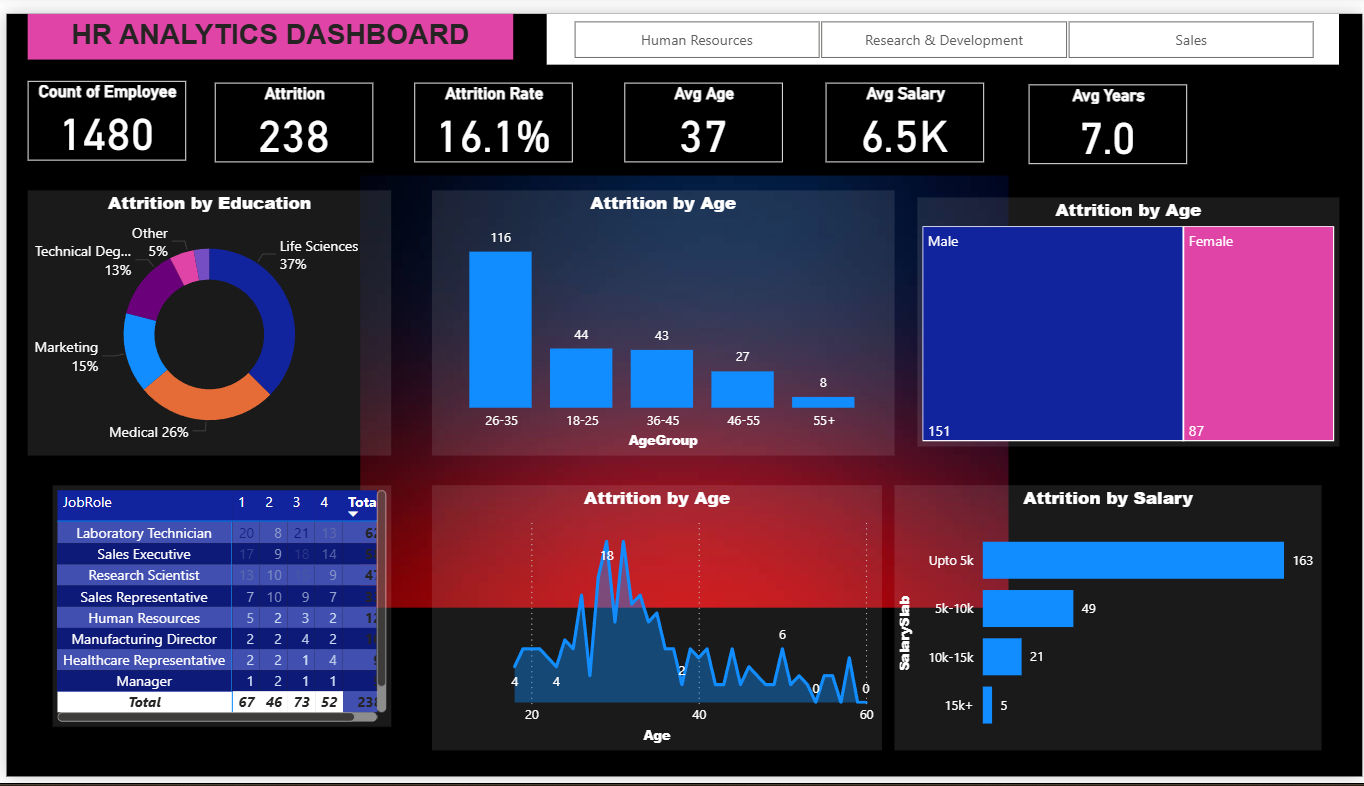 HR ANALYTICS DASHBOARD
Human Resources
Research & Development
Sales
Count of Employee
1480
Attrition
238
Attrition Rate
16.1%
Avg Age
37
Avg Salary
6.5K
Avg Years
7.0
Attrition by Education
Other
5%
Technical Deg...
13%
Life Sciences
37%
Marketing
15%
Medical 26%
Attrition by Age
116
44
43
27
8
26-35 18-25 36-45 46-55 55+
AgeGroup
Attrition by Age
Male Female
151 87
JobRole 1 2 3 4 Tota
Laboratory Technician 20 8 21 13 62
Sales Executive 17 9 18 14
Research Scientist 13 10 9 47
Sales Representative 7 10 9 7
Human Resources 5 2 3 2 12
Manufacturing Director 2 2 4 2
Healthcare Representative 2 2 1 4 9
Manager 1 2 1 1
Total 67 46 73 52 238
Attrition by Age
18
6
2
4 4
0 0
20 40 60
Age
Attrition by Salary
SalarySlab
Upto 5k 163
5k-10k 49
10k-15k 21
15k+ 5